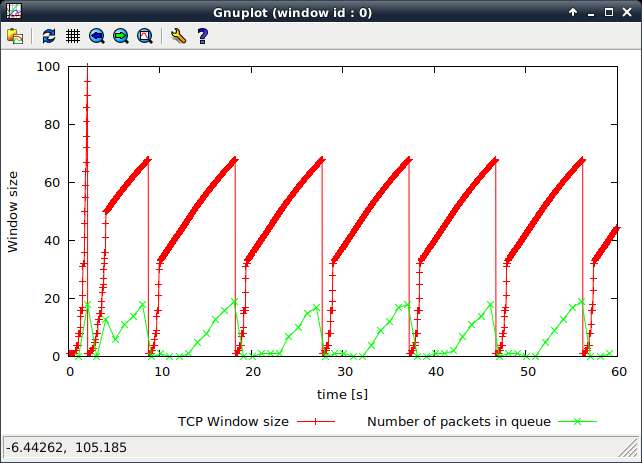 Gnuplot (window id : 0)
100
80
60
40
20
0
Window size
0 10 20 30 40 50 60
time [s]
TCP Window size Number of packets in queue
-6.44262, 105.185